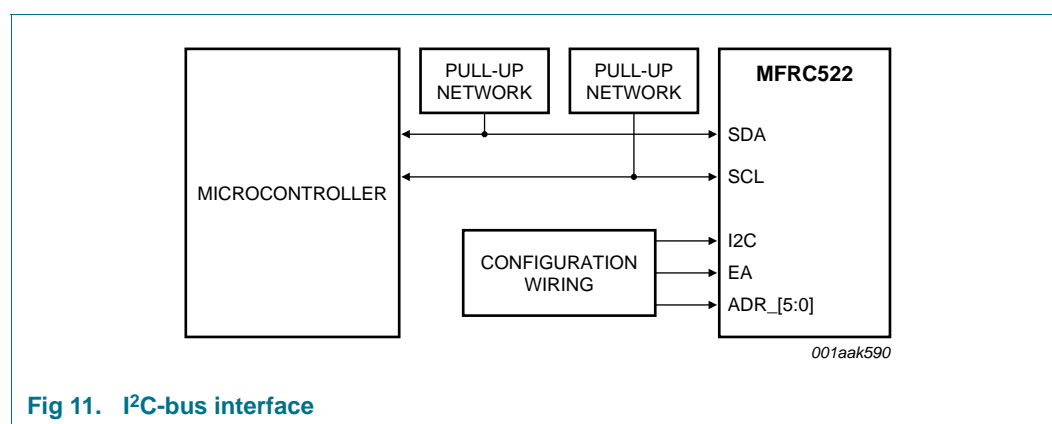 PULL-UP
NETWORK
PULL-UP
NETWORK
MFRC522
SDA
SCL
MICROCONTROLLER
I2C
CONFIGURATION
WIRING
EA
ADR_[5:0]
001aak590
Fig 11. I²C-bus interface